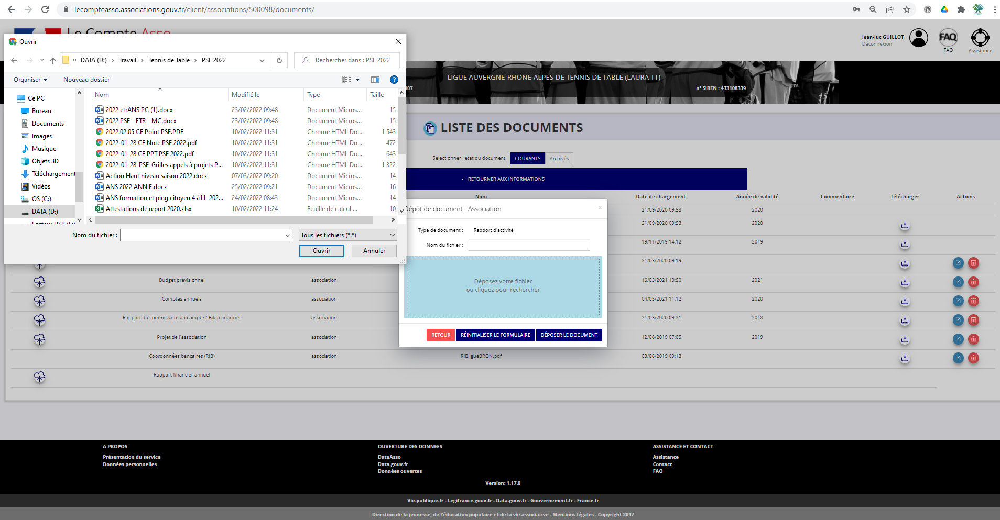 lecompteasso.associations.gouv.fr/client/associations/500098/documents/
Le Compte Asso
Jean-luc GUILLOT
Déconnexion
FAQ
FAQ
Assistance
Ouvrir
« DATA (D:) › Travail › Tennis de Table › PSF 2022
Rechercher dans : PSF 2022
Organiser
Nouveau dossier
?
Ce PC
Bureau
Documents
Images
Musique
Objets 3D
Téléchargement
Vidéos
OS (C:)
DATA (D:)
Lecteur USB (F:)
Nom Modifié le Type Taille
2022 etrANS PC (1).docx 23/02/2022 09:48 Document Micros... 15
2022 PSF - ETR - MC.docx 23/02/2022 09:48 Document Micros... 15
2022.02.05 CF Point PSF.PDF 10/02/2022 11:31 Chrome HTML Do... 1 543
2022-01-28 CF Note PSF 2022.pdf 10/02/2022 11:31 Chrome HTML Do... 472
2022-01-28 CF PPT PSF 2022.pdf 10/02/2022 11:31 Chrome HTML Do... 643
2022-01-28-PSF-Grilles appels à projets P... 10/02/2022 11:31 Chrome HTML Do... 1 322
Action Haut niveau saison 2022.docx 07/03/2022 09:20 Document Micros... 14
ANS 2022 ANNIE.docx 25/02/2022 09:21 Document Micros... 16
ANS formation et ping citoyen 4 à11 202... 24/02/2022 08:43 Document Micros... 14
Attestations de report 2020.xlsx 10/02/2022 11:24 Feuille de calcul ... 10
Nom du fichier :
Tous les fichiers (*.*)
Ouvrir
Annuler
LIGUE AUVERGNE-RHONE-ALPES DE TENNIS DE TABLE (LAURA TT)
007
n° SIREN : 433108339
LISTE DES DOCUMENTS
Sélectionner l'état du document COURANTS Archivés
← RETOURNER AUX INFORMATIONS
Nom Date de chargement Année de validité Commentaire Télécharger Actions
21/09/2020 09:53 2020
21/09/2020 09:53 2020
19/11/2019 14:12 2019
21/03/2020 09:19
Budget prévisionnel association 16/03/2021 10:50 2021
Comptes annuels association 04/05/2021 11:12 2020
Rapport du commissaire au compte / Bilan financier association 21/03/2020 09:21 2018
Projet de l'association association 12/06/2019 07:05 2019
Coordonnées bancaires (RIB) association RIBligueBRON.pdf 03/06/2019 09:13
Rapport financier annuel
Dépôt de document - Association
×
Type de document : Rapport d'activité
Nom du fichier :
Déposez votre fichier
ou cliquez pour rechercher
RETOUR
RÉINITIALISER LE FORMULAIRE
DÉPOSER LE DOCUMENT
A PROPOS
Présentation du service
Données personnelles
OUVERTURE DES DONNEES
DataAsso
Data.gouv.fr
Données ouvertes
ASSISTANCE ET CONTACT
Assistance
Contact
FAQ
Version: 1.17.0
Vie-publique.fr - Legifrance.gouv.fr - Data.gouv.fr - Gouvernement.fr - France.fr
Direction de la jeunesse, de l'éducation populaire et de la vie associative - Mentions légales - Copyright 2017